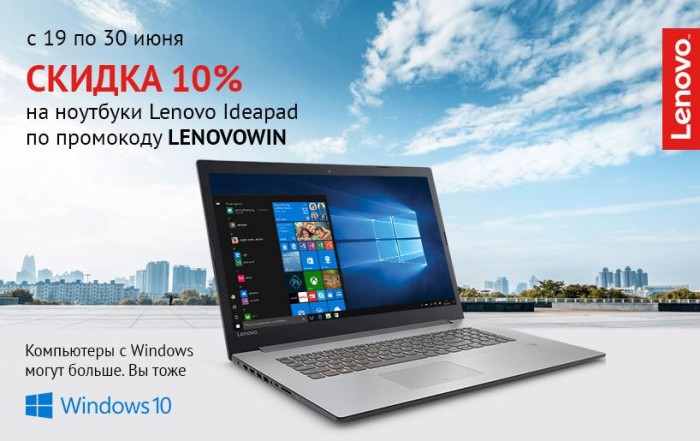 с 19 по 30 июня
СКИДКА 10%
на ноутбуки Lenovo Ideapad
по промокоду LENOVOWIN
Lenovo
Lenovo
Компьютеры с Windows
могут больше. Вы тоже
Windows 10